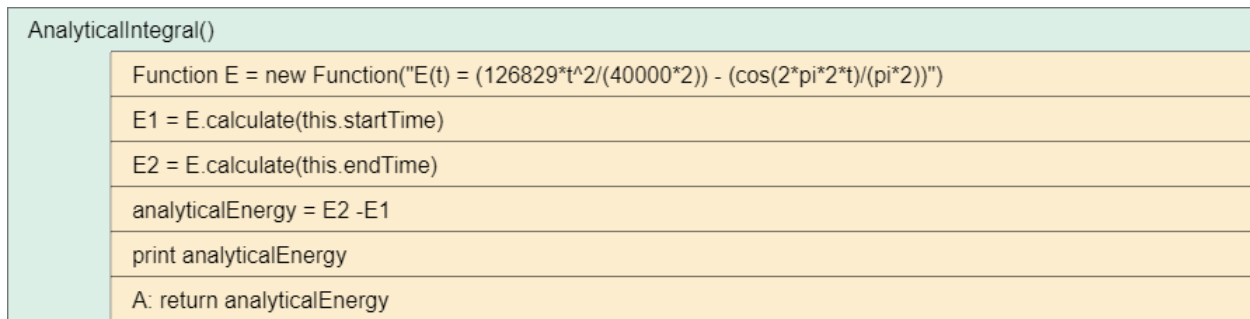 AnalyticalIntegral()
Function E = new Function("E(t) = (126829*t^2/(40000*2)) - (cos(2*pi*2*t)/(pi*2))")
E1 = E.calculate(this.startTime)
E2 = E.calculate(this.endTime)
analyticalEnergy = E2 -E1
print analyticalEnergy
A: return analyticalEnergy